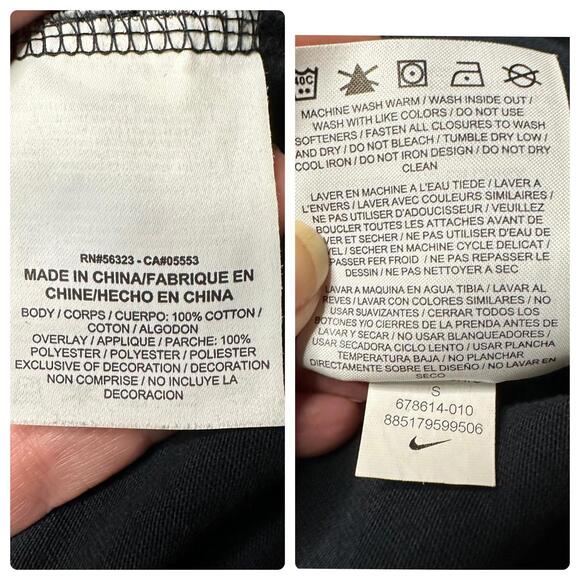 RN#56323 - CA#05553
MADE IN CHINA/FABRIQUE EN
CHINE/HECHO EN CHINA
BODY / CORPS / CUERPO: 100% COTTON /
COTON / ALGODON
OVERLAY / APPLIQUE / PARCHE: 100%
POLYESTER / POLYESTER / POLIESTER
EXCLUSIVE OF DECORATION / DECORATION
NON COMPRISE / NO INCLUYE LA
DECORACION
40C
MACHINE WASH WARM / WASH INSIDE OUT /
WASH WITH LIKE COLORS / DO NOT USE
SOFTENERS / FASTEN ALL CLOSURES TO WASH
AND DRY / DO NOT BLEACH / TUMBLE DRY LOW /
COOL IRON / DO NOT IRON DESIGN / DO NOT DRY
CLEAN
LAVER EN MACHINE A L'EAU TIEDE / LAVER A
L'ENVERS / LAVER AVEC COULEURS SIMILAIRES /
NE PAS UTILISER D'ADOUCISSEUR / VEUILLEZ
BOUCLER TOUTES LES ATTACHES AVANT DE
ET SECHER / NE PAS UTILISER D'EAU DE
/ SECHER EN MACHINE CYCLE DELICAT /
FER FROID / NE PAS REPASSER LE
DESSIN / NE PAS NETTOYER A SEC
LAVAR A MAQUINA EN AGUA TIBIA / LAVAR AL
REVES / LAVAR CON COLORES SIMILARES / NO
USAR SUAVIZANTES / CERRAR TODOS LOS
BOTONES Y/O CIERRES DE LA PRENDA ANTES DE
LAVAR Y SECAR / NO USAR BLANQUEADORES /
USAR SECADORA CICLO LENTO / USAR PLANCHA
TEMPERATURA BAJA / NO PLANCHAR
DIRECTAMENTE SOBRE EL DISEÑO / NO LAVAR EN
SECO
S
678614-010
885179599506